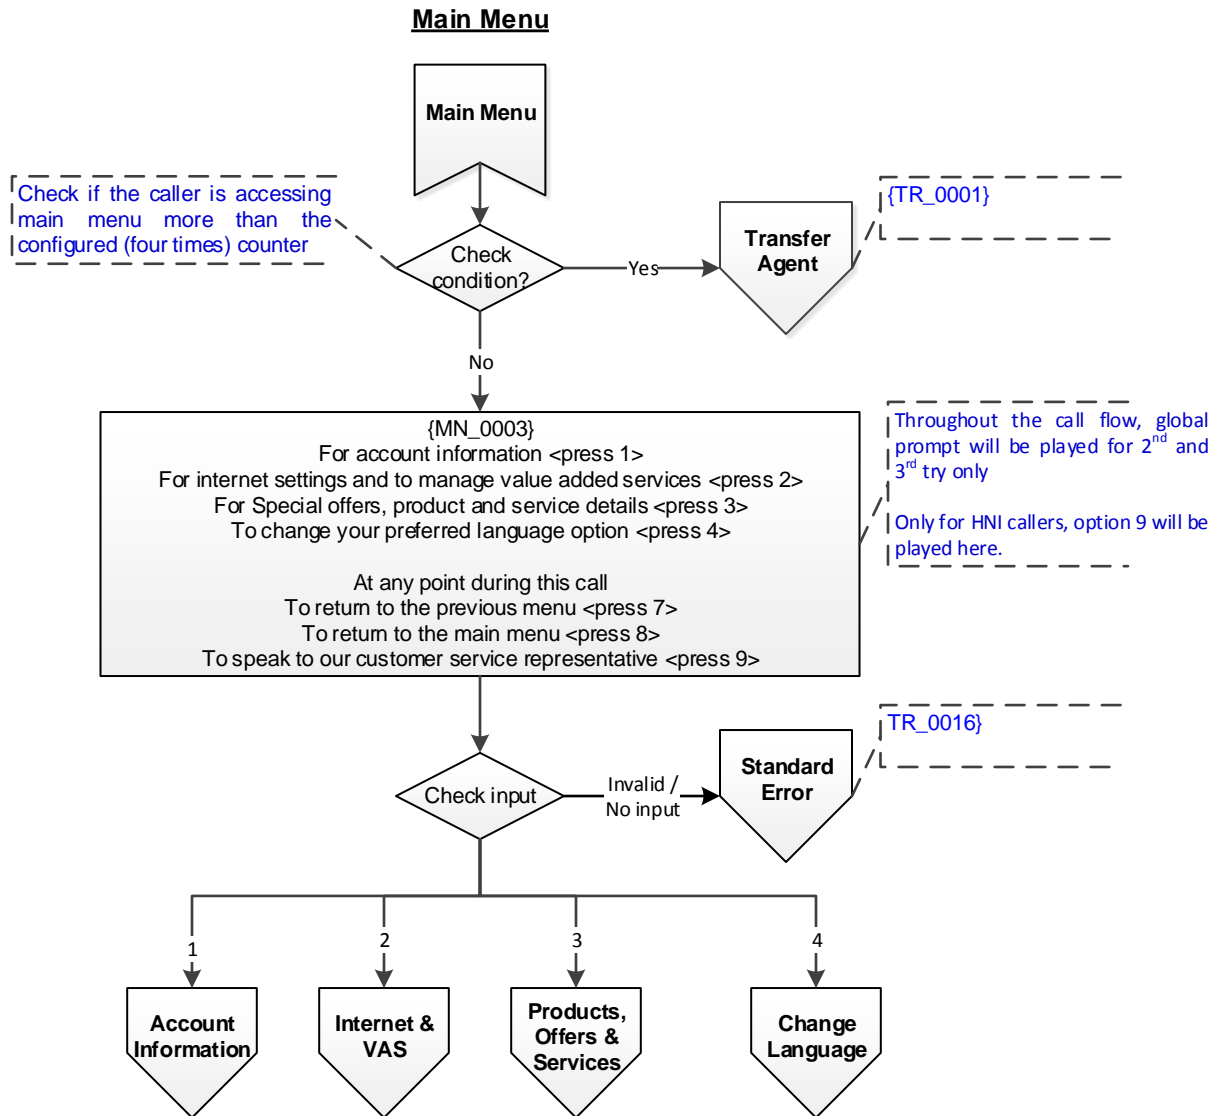 Main Menu
Main Menu
Check if the caller is accessing
main menu more than the
configured (four times) counter
Check
condition?
Yes
Transfer
Agent
{TR_0001}
No
{MN_0003}
For account information <press 1>
For internet settings and to manage value added services <press 2>
For Special offers, product and service details <press 3>
To change your preferred language option <press 4>
At any point during this call
To return to the previous menu <press 7>
To return to the main menu <press 8>
To speak to our customer service representative <press 9>
Throughout the call flow, global
prompt will be played for 2nd and
3rd try only
Only for HNI callers, option 9 will be
played here.
Check input
Invalid /
No input
Standard
Error
TR_0016}
1
2
3
4
Account
Information
Internet &
VAS
Products,
Offers &
Services
Change
Language